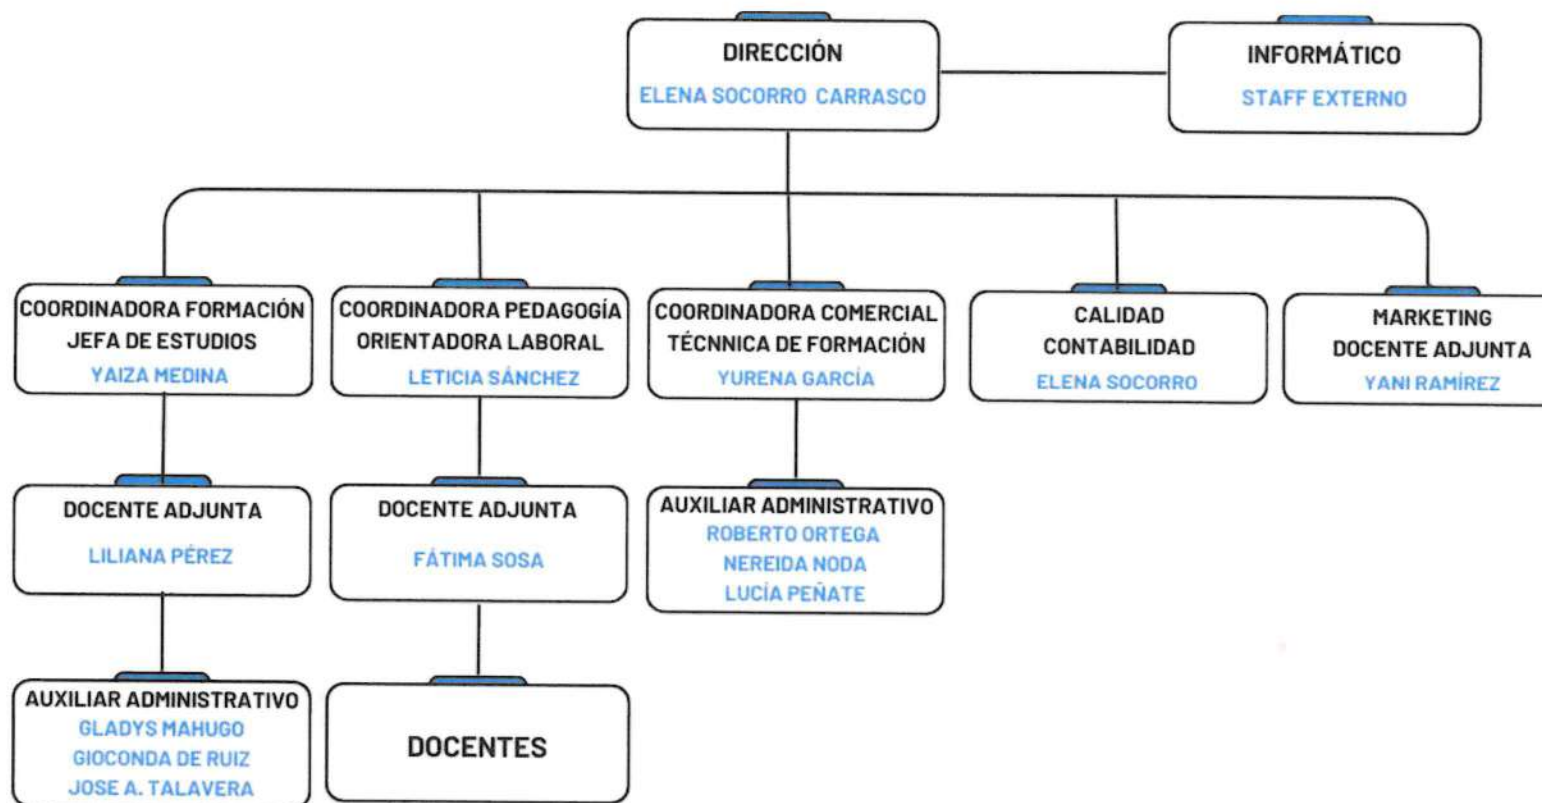 DIRECCIÓN
ELENA SOCORRO CARRASCO
INFORMÁTICO
STAFF EXTERNO
COORDINADORA FORMACIÓN
JEFA DE ESTUDIOS
YAIZA MEDINA
COORDINADORA PEDAGOGÍA
ORIENTADORA LABORAL
LETICIA SÁNCHEZ
COORDINADORA COMERCIAL
TÉCNNICA DE FORMACIÓN
YURENA GARCÍA
CALIDAD
CONTABILIDAD
ELENA SOCORRO
MARKETING
DOCENTE ADJUNTA
YANI RAMÍREZ
DOCENTE ADJUNTA
LILIANA PÉREZ
DOCENTE ADJUNTA
FÁTIMA SOSA
AUXILIAR ADMINISTRATIVO
ROBERTO ORTEGA
NEREIDA NODA
LUCÍA PEÑATE
AUXILIAR ADMINISTRATIVO
GLADYS MAHUGO
GIOCONDA DE RUIZ
JOSE A. TALAVERA
DOCENTES